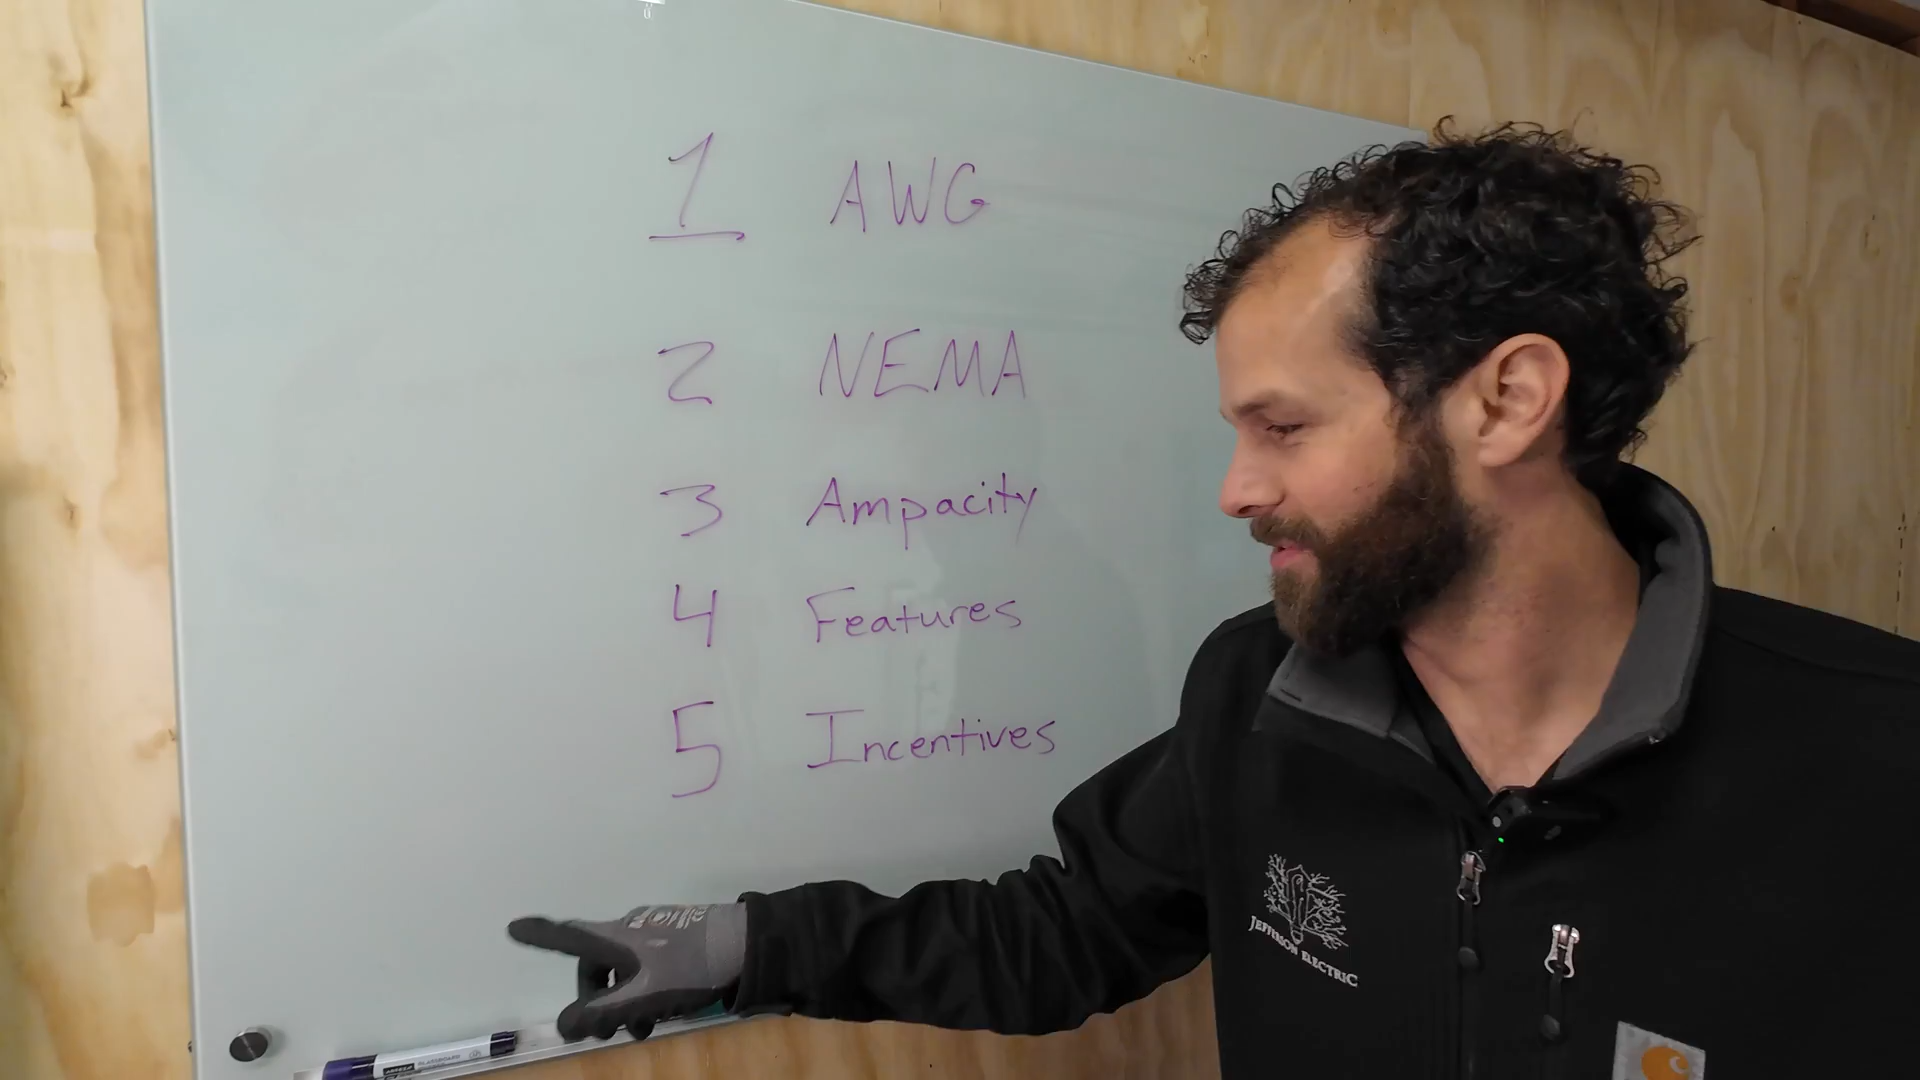 1 AWG
2 NEMA
3 Ampacity
4 Features
5 Incentives
JEFFERSON ELECTRIC